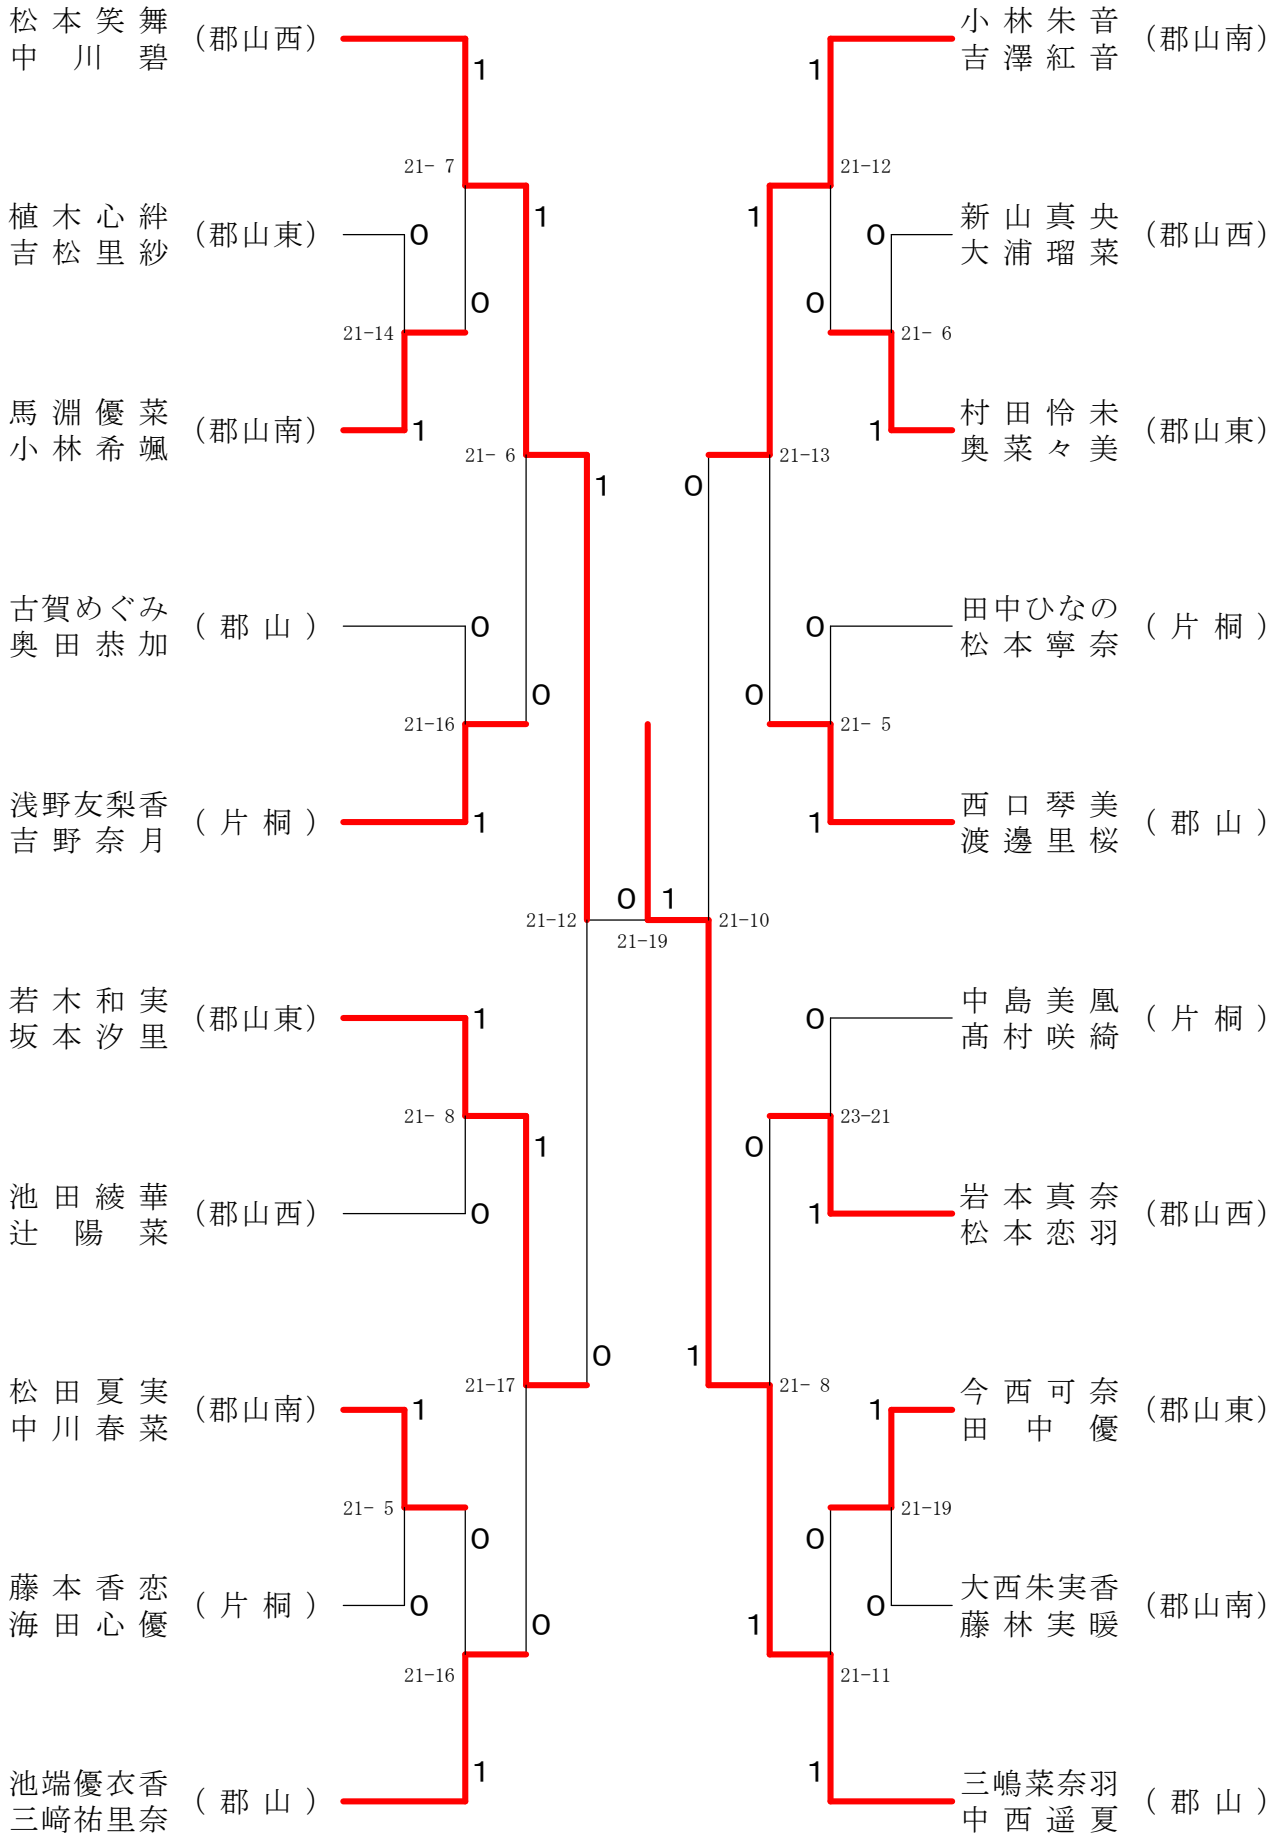 松本笑舞
中川碧
(郡山西)
1
21- 7
植木心絆
吉松里紗
(郡山東)
0
1
0
21-14
馬淵優菜
小林希颯
(郡山南)
1
21- 6
1
古賀めぐみ
奥田恭加
(郡山)
0
0
21-16
浅野友梨香
吉野奈月
(片桐)
1
21-12
若木和実
坂本汐里
(郡山東)
1
21- 8
1
池田綾華
辻陽菜
(郡山西)
0
0
21-17
松田夏実
中川春菜
(郡山南)
1
21- 5
0
藤本香恋
海田心優
(片桐)
0
0
21-16
池端優衣香
三﨑祐里奈
(郡山)
1
0
1
21-19
小林朱音
吉澤紅音
(郡山南)
1
21-12
新山真央
大浦瑠菜
(郡山西)
0
1
0
21- 6
村田怜未
奥菜々美
(郡山東)
1
21-13
0
田中ひなの
松本寧奈
(片桐)
0
0
21- 5
西口琴美
渡邊里桜
(郡山)
1
21-10
中島美凰
髙村咲綺
(片桐)
0
23-21
0
岩本真奈
松本恋羽
(郡山西)
1
1
21- 8
今西可奈
田中優
(郡山東)
1
21-19
0
大西朱実香
藤林実暖
(郡山南)
0
1
21-11
三嶋菜奈羽
中西遥夏
(郡山)
1